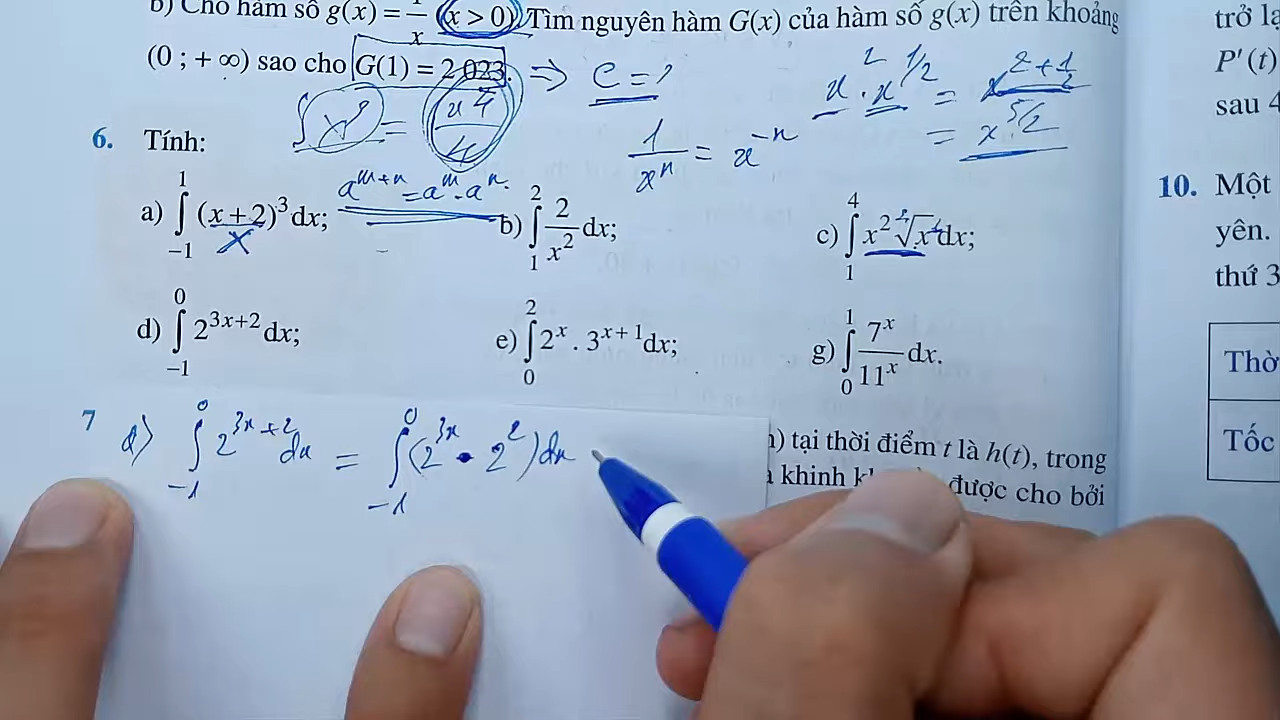 b) Cho hàm số g(x) = 1/x (x > 0). Tìm nguyên hàm G(x) của hàm số g(x) trên khoảng
(0 ; + ∞) sao cho G(1) = 2 023. ⇒ C = ?
x² · x^{1/2} = x^{2+1/2}
= x^{5/2}
1/xⁿ = x^{-n}
6. Tính:
a^{m+n} = a^m · a^n.
a) ∫_{-1}^{1} (x + 2)³ dx;
X
b) ∫_{1}^{2} 2/x² dx;
c) ∫_{1}^{4} x² √x dx;
d) ∫_{-1}^{0} 2^{3x+2} dx;
e) ∫_{0}^{2} 2^x . 3^{x+1} dx;
g) ∫_{0}^{1} 7^x/11^x dx.
7
d) ∫_{-1}^{0} 2^{3x+2} dx = ∫_{-1}^{0} (2^{3x} · 2²) dx
tại thời điểm t là h(t), trong
khinh
được cho bởi
trở
P'(t)
sau 4
10. Một
yên.
thứ 3
Thờ
Tốc